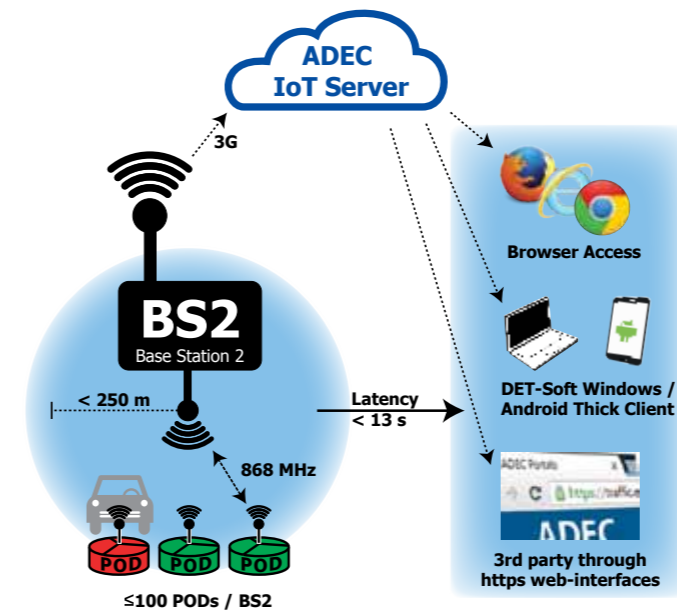 ADEC
IoT Server
3G
BS2
Base Station 2
< 250 m
868 MHz
POD
POD
POD
≤100 PODs / BS2
Latency
< 13 s
Browser Access
DET-Soft Windows /
Android Thick Client
ADEC Portals
x
C https://traffic
ADEC
3rd party through
https web-interfaces